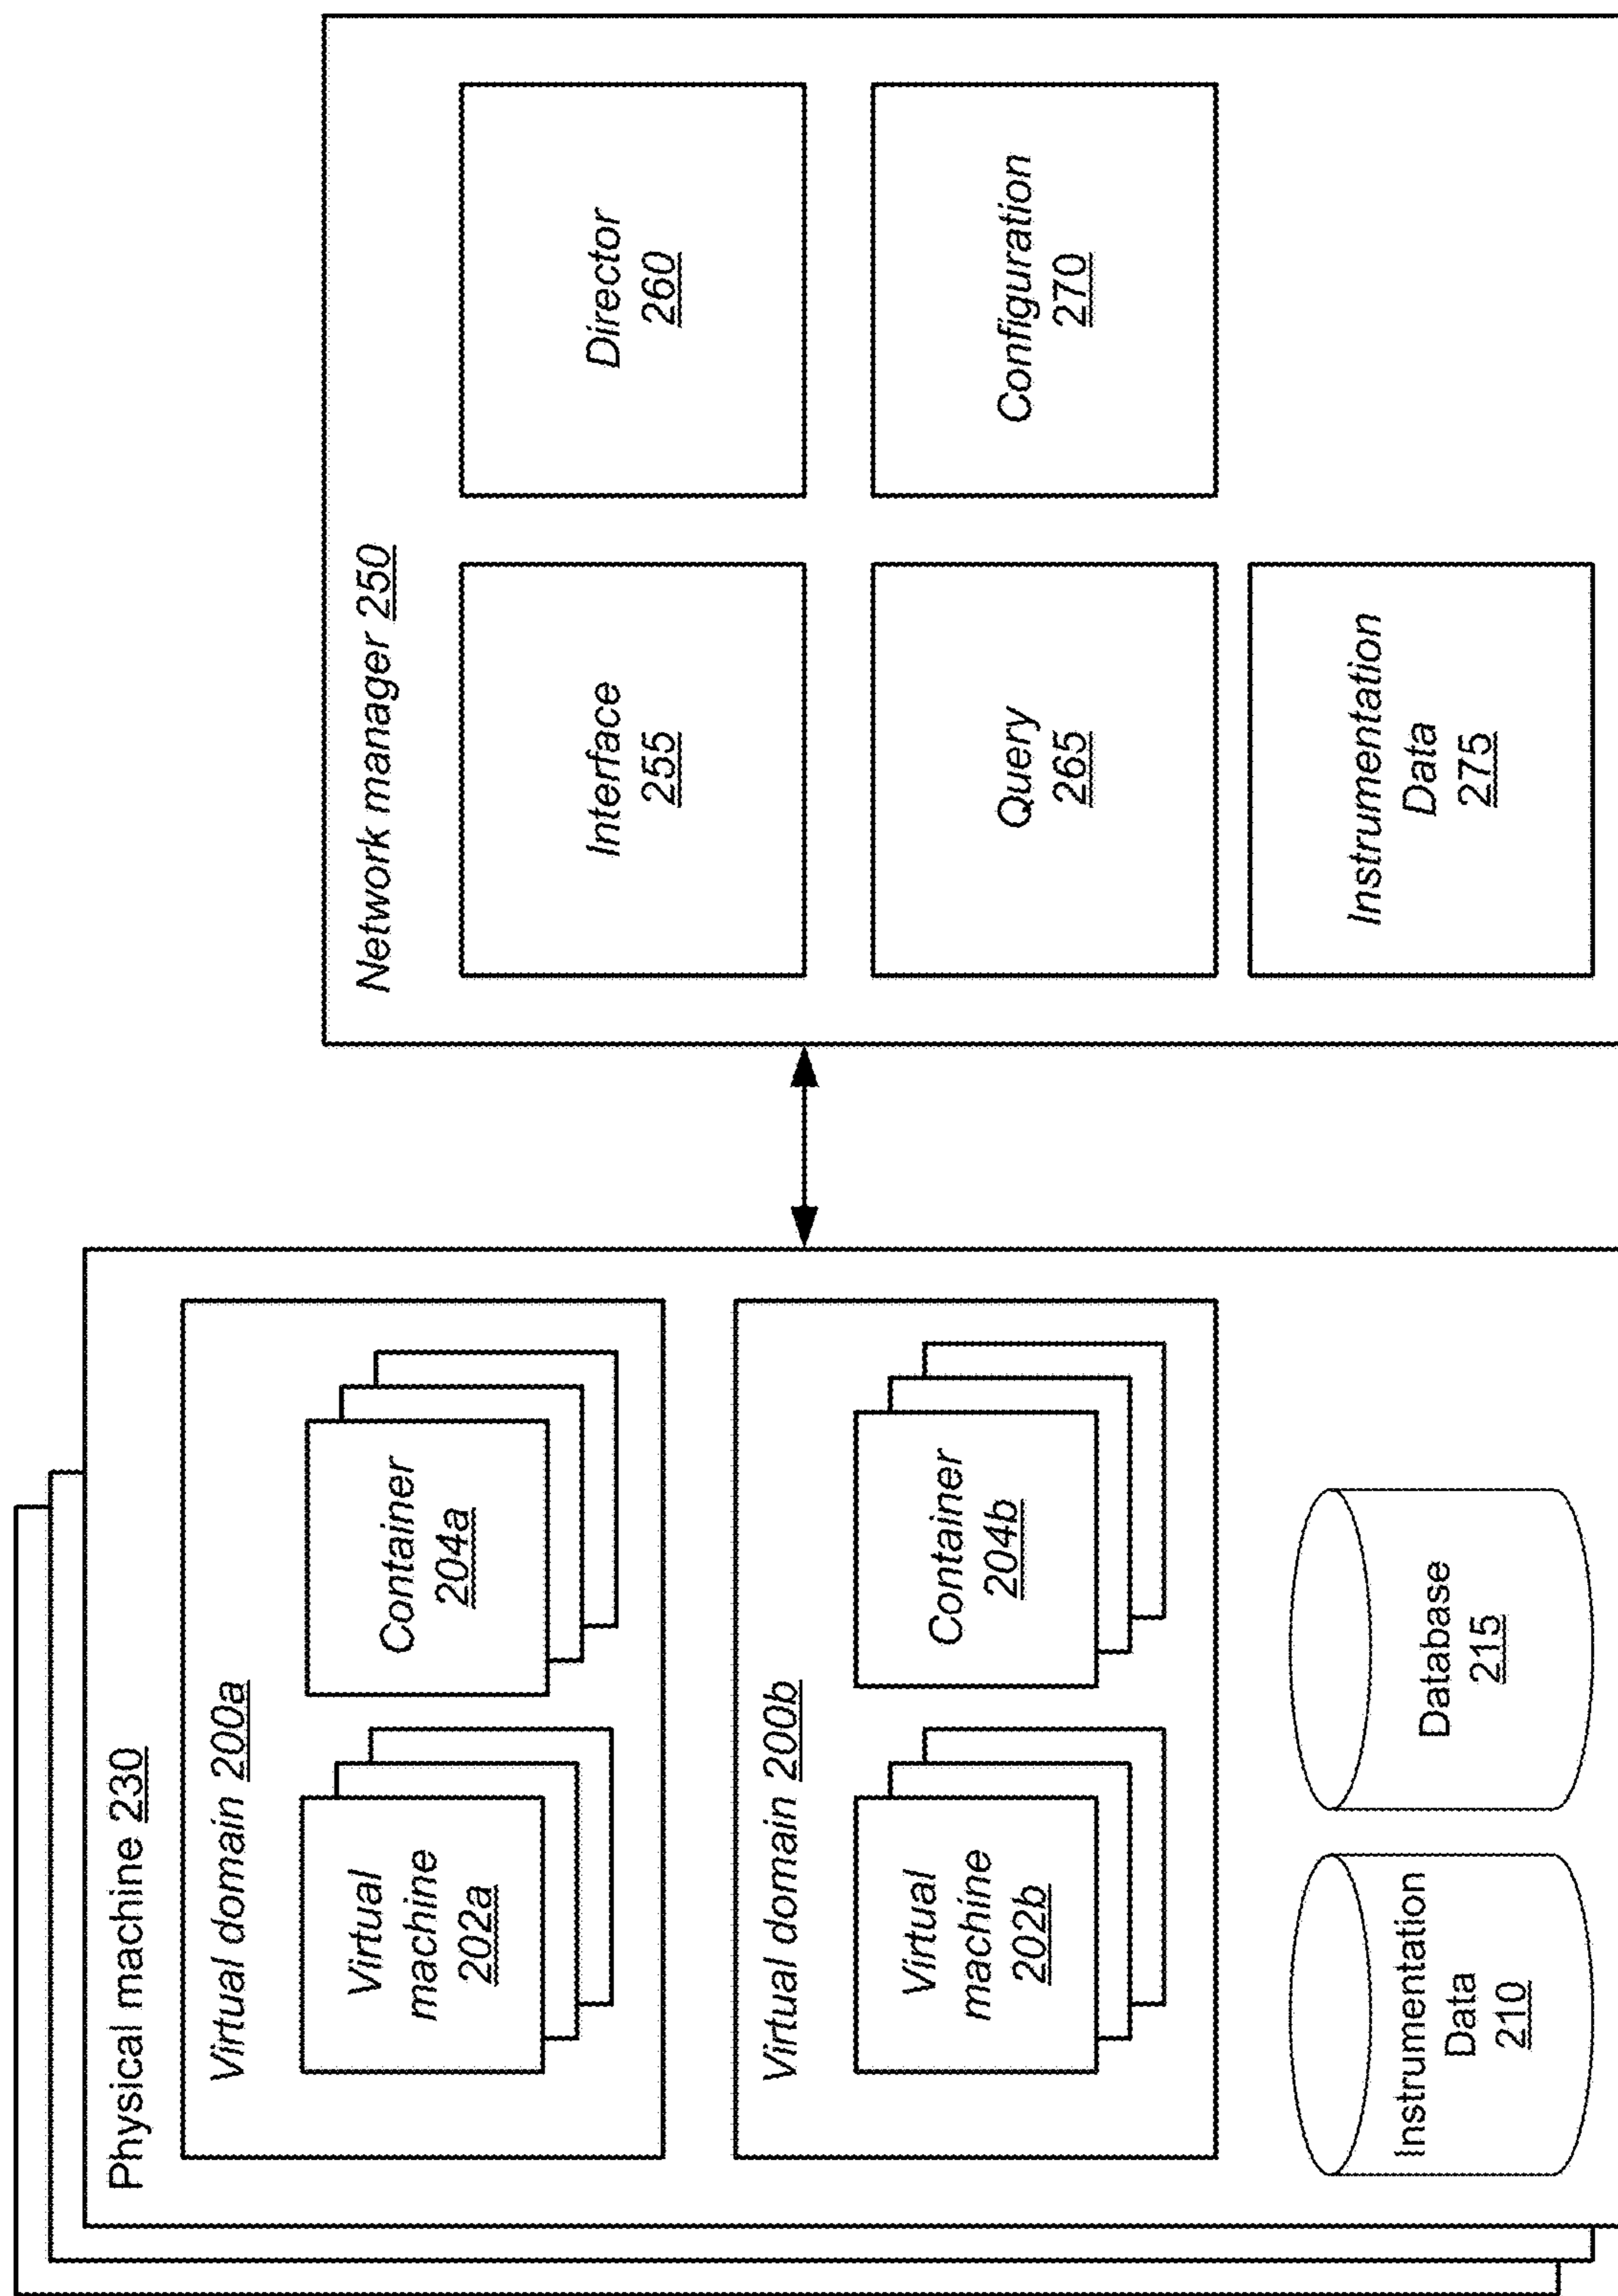 Physical machine 230
Virtual domain 200a
Virtual
machine
202a
Container
204a
Virtual domain 200b
Virtual
machine
202b
Container
204b
Instrumentation
Data
210
Database
215
Network manager 250
Interface
255
Director
260
Query
265
Configuration
270
Instrumentation
Data
275